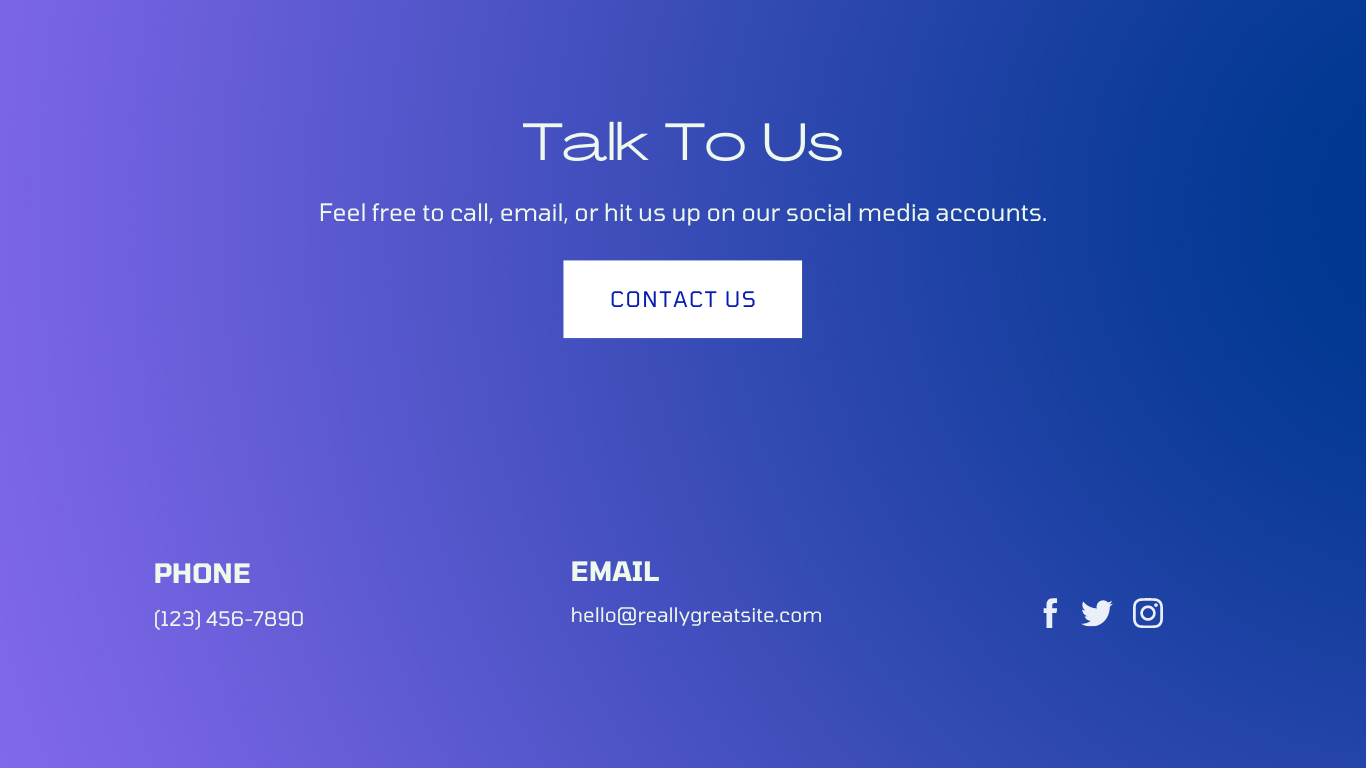 Talk To Us
Feel free to call, email, or hit us up on our social media accounts.
CONTACT US
PHONE
(123) 456-7890
EMAIL
hello@reallygreatsite.com